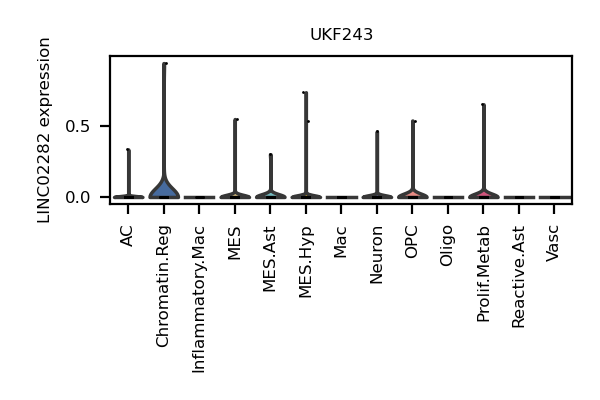 UKF243
LINC02282 expression
0.5
0.0
AC
Chromatin.Reg
Inflammatory.Mac
MES
MES.Ast
MES.Hyp
Mac
Neuron
OPC
Oligo
Prolif.Metab
Reactive.Ast
Vasc